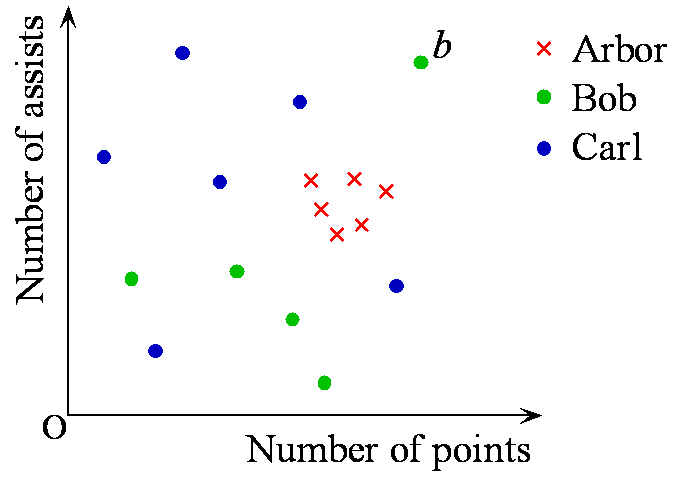 Number of assists
b
Arbor
Bob
Carl
O
Number of points